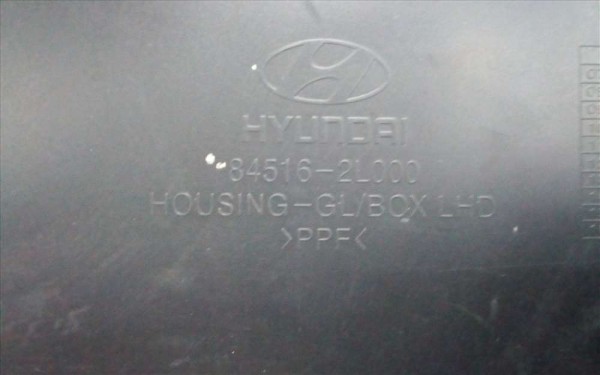 HYUNDAI
84516-2L000
HOUSING-GL/BOX LHD
>PPF<